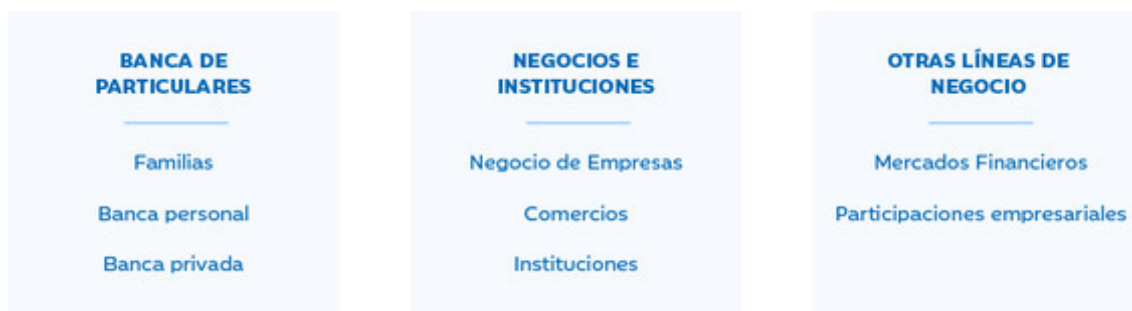 BANCA DE
PARTICULARES
Familias
Banca personal
Banca privada
NEGOCIOS E
INSTITUCIONES
Negocio de Empresas
Comercios
Instituciones
OTRAS LÍNEAS DE
NEGOCIO
Mercados Financieros
Participaciones empresariales